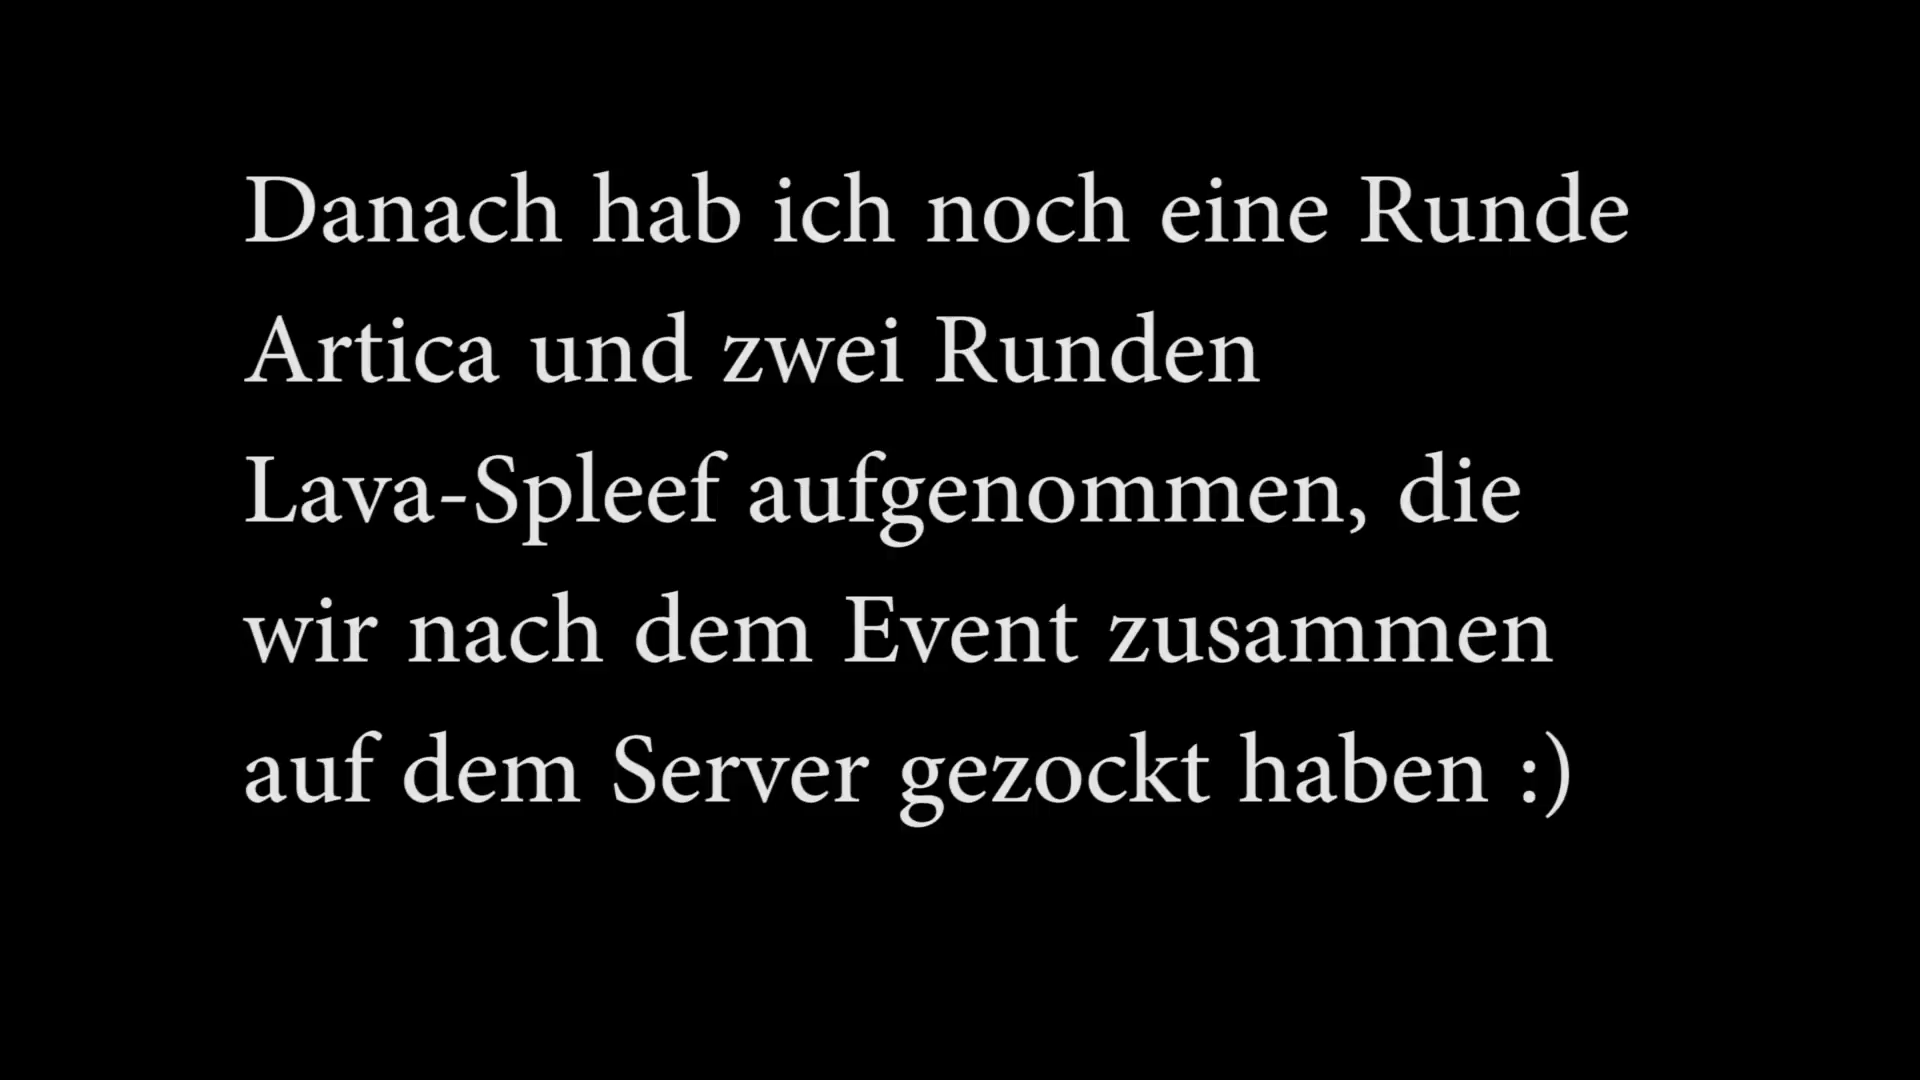 Danach hab ich noch eine Runde
Artica und zwei Runden
Lava-Spleef aufgenommen, die
wir nach dem Event zusammen
auf dem Server gezockt haben :)